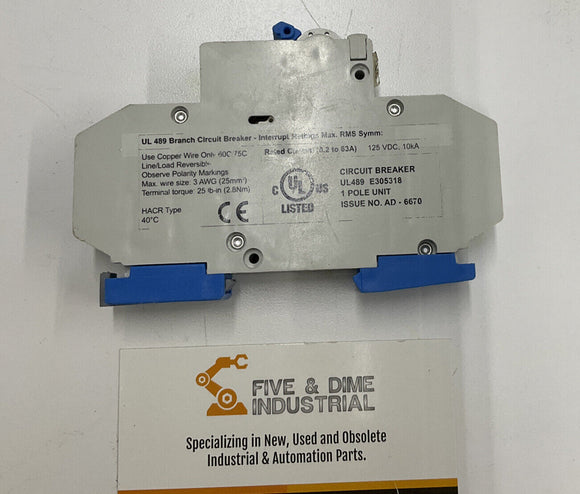 UL 489 Branch Circuit Breaker - Interrupt Ratings Max. RMS Symm:
Use Copper Wire Only 60C/75C
Rated Current (0.2 to 63A) 125 VDC, 10kA
Line/Load Reversible
Observe Polarity Markings
Max. wire size: 3 AWG (25mm²)
Terminal torque: 25 lb-in (2.8Nm)
HACR Type
40°C
CE
C UL US
LISTED
CIRCUIT BREAKER
UL489 E305318
1 POLE UNIT
ISSUE NO. AD - 6670
FIVE & DIME
INDUSTRIAL
Specializing in New, Used and Obsolete
Industrial & Automation Parts.